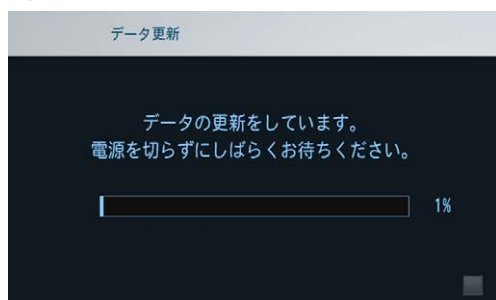 データ更新
データの更新をしています。
電源を切らずにしばらくお待ちください。
1%